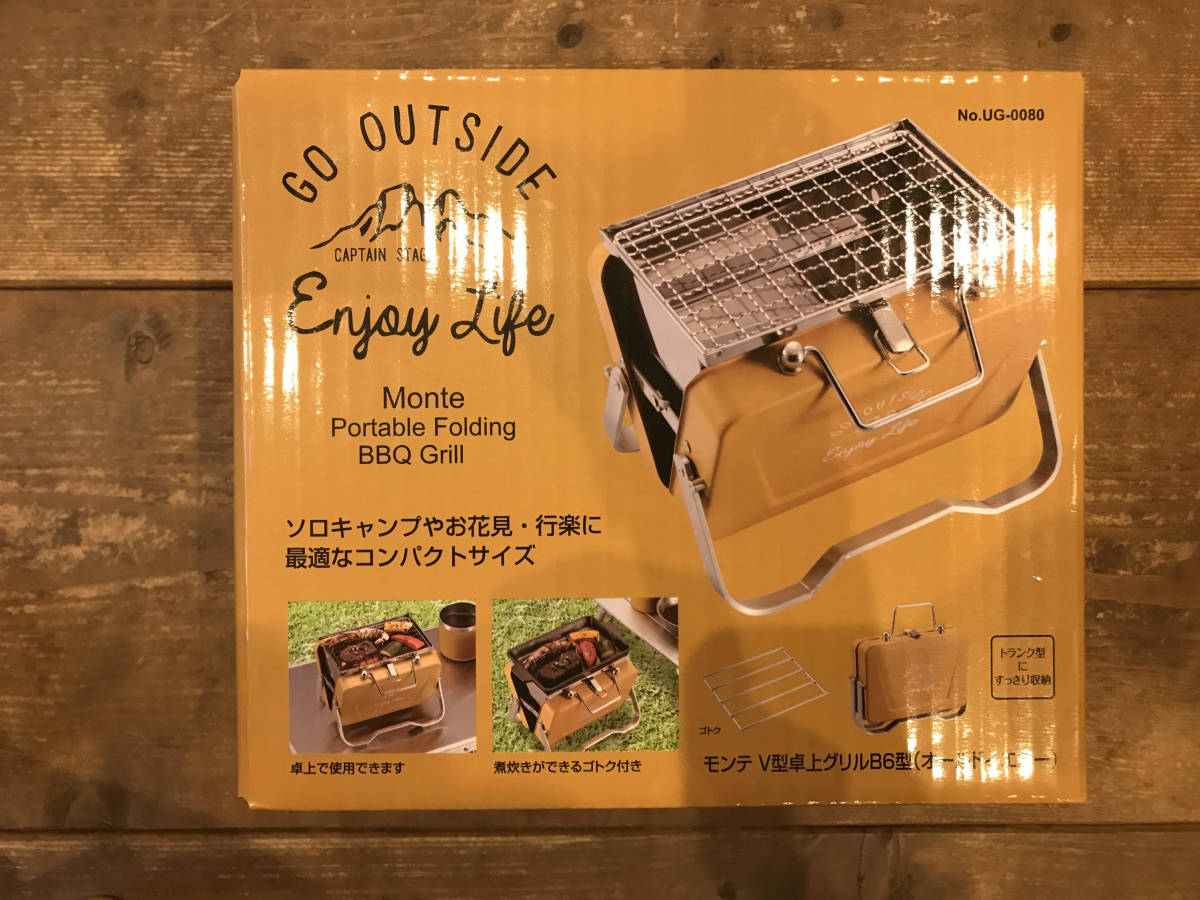 GO OUTSIDE
CAPTAIN STAG
Enjoy Life
Monte
Portable Folding
BBQ Grill
ソロキャンプやお花見・行楽に
最適なコンパクトサイズ
No.UG-0080
OUTSIDE
Enjoy Life
卓上で使用できます
煮炊きができるゴトク付き
ゴトク
トランク型
に
すっきり収納
モンテ V型卓上グリルB6型